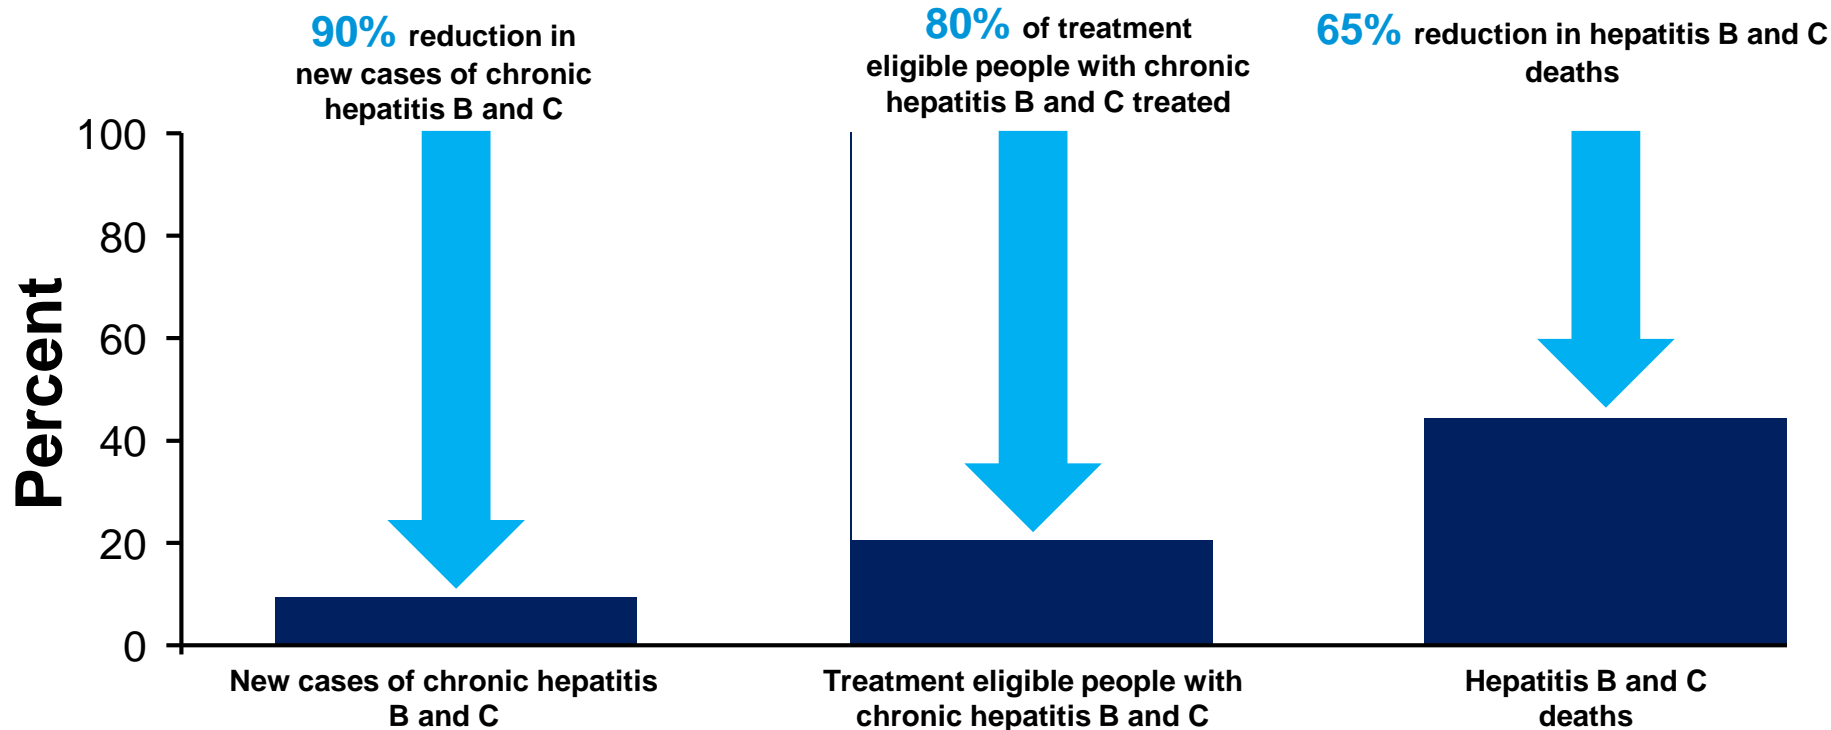 90% reduction in
new cases of chronic
hepatitis B and C
80% of treatment
eligible people with chronic
hepatitis B and C treated
65% reduction in hepatitis B and C
deaths
Percent
100
80
60
40
20
0
New cases of chronic hepatitis
B and C
Treatment eligible people with
chronic hepatitis B and C
Hepatitis B and C
deaths